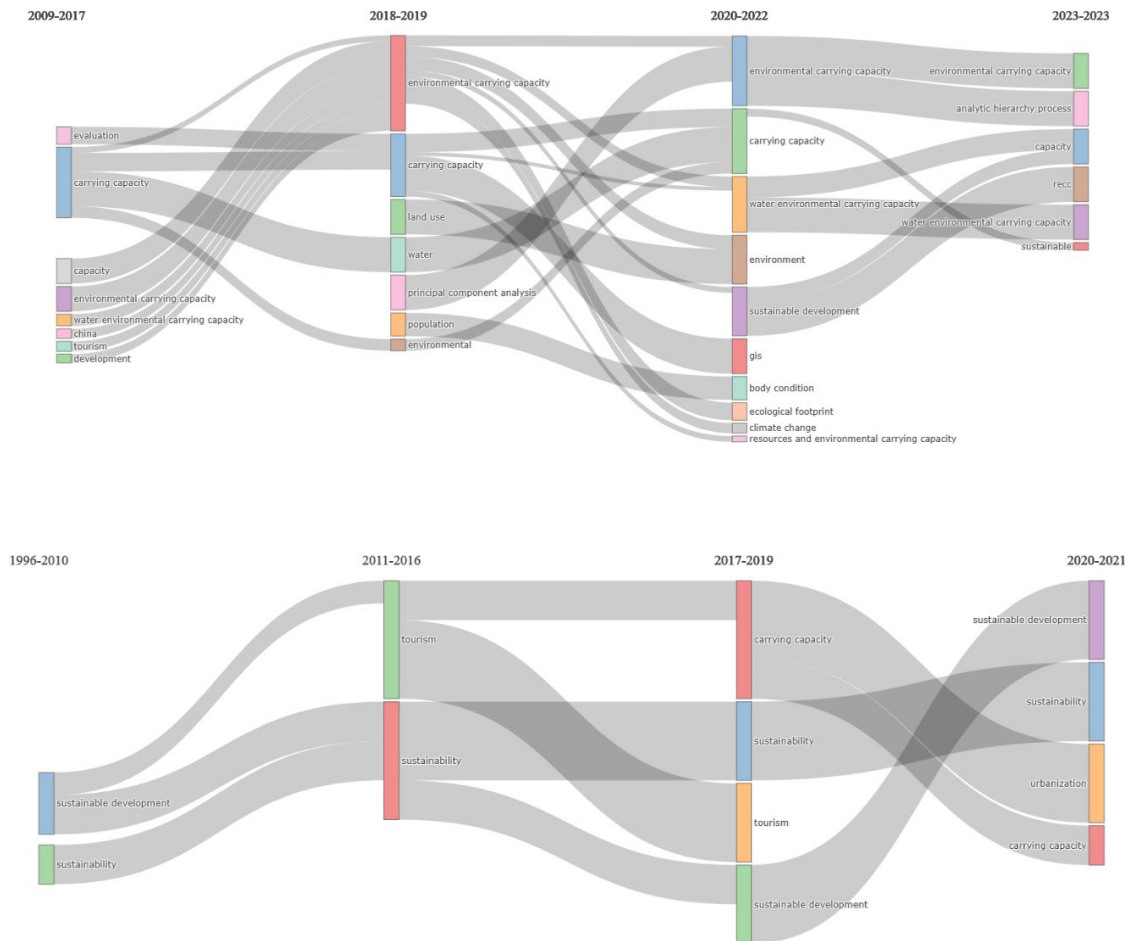 2009-2017
2018-2019
2020-2022
2023-2023
evaluation
carrying capacity
capacity
environmental carrying capacity
water environmental carrying capacity
china
tourism
development
environmental carrying capacity
carrying capacity
land use
water
principal component analysis
population
environmental
environmental carrying capacity
carrying capacity
water environmental carrying capacity
environment
sustainable development
gis
body condition
ecological footprint
climate change
resources and environmental carrying capacity
environmental carrying capacity
analytic hierarchy process
capacity
recc
water environmental carrying capacity
sustainable
1996-2010
2011-2016
2017-2019
2020-2021
sustainable development
sustainability
tourism
sustainability
carrying capacity
sustainability
tourism
sustainable development
sustainable development
sustainability
urbanization
carrying capacity